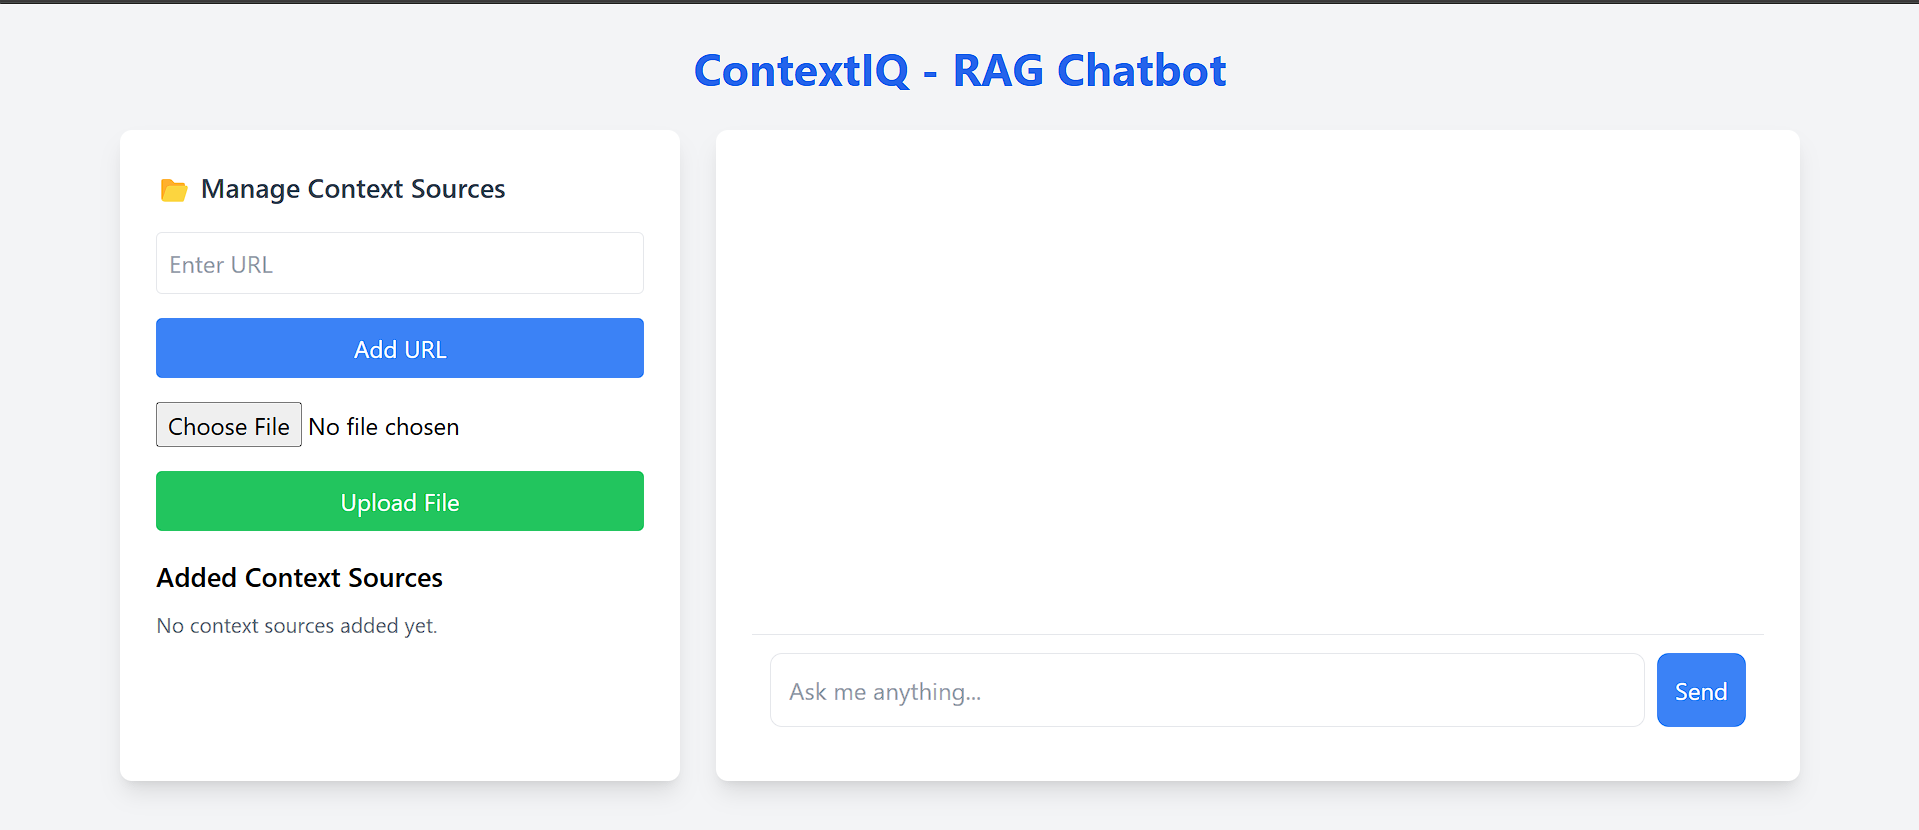 ContextIQ - RAG Chatbot
Manage Context Sources
Enter URL
Add URL
Choose File No file chosen
Upload File
Added Context Sources
No context sources added yet.
Ask me anything...
Send